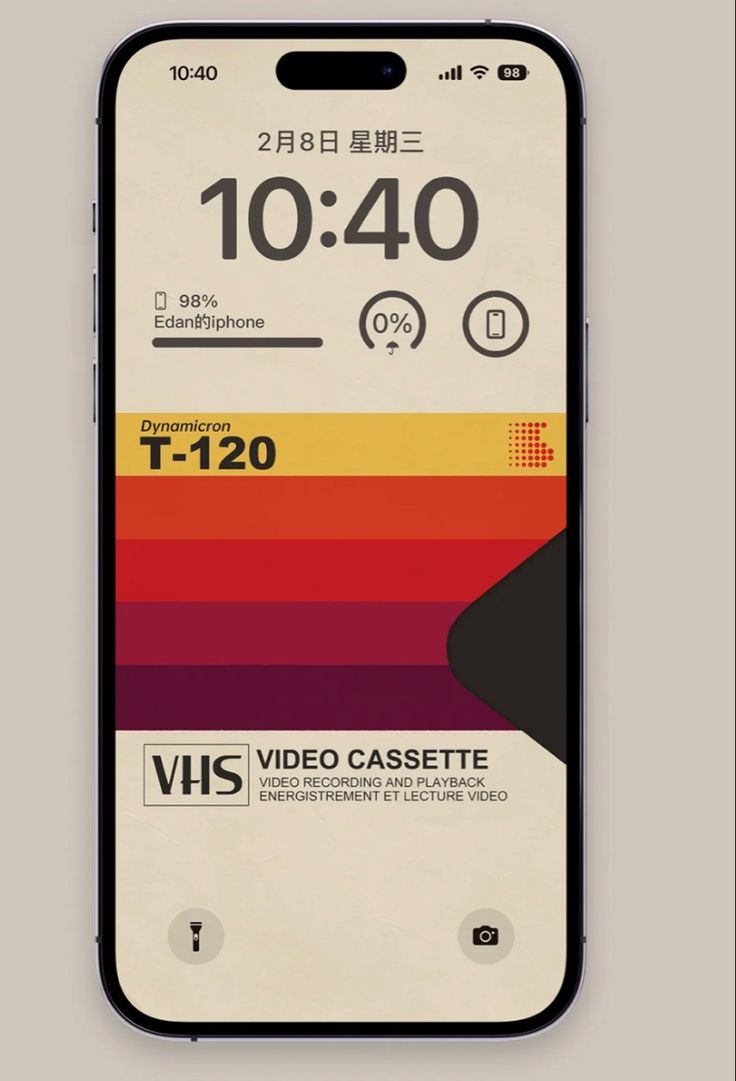 10:40
98
2月8日 星期三
10:40
98%
Edan的iphone
0%
Dynamicron
T-120
VHS
VIDEO CASSETTE
VIDEO RECORDING AND PLAYBACK
ENERGISTREMENT ET LECTURE VIDEO